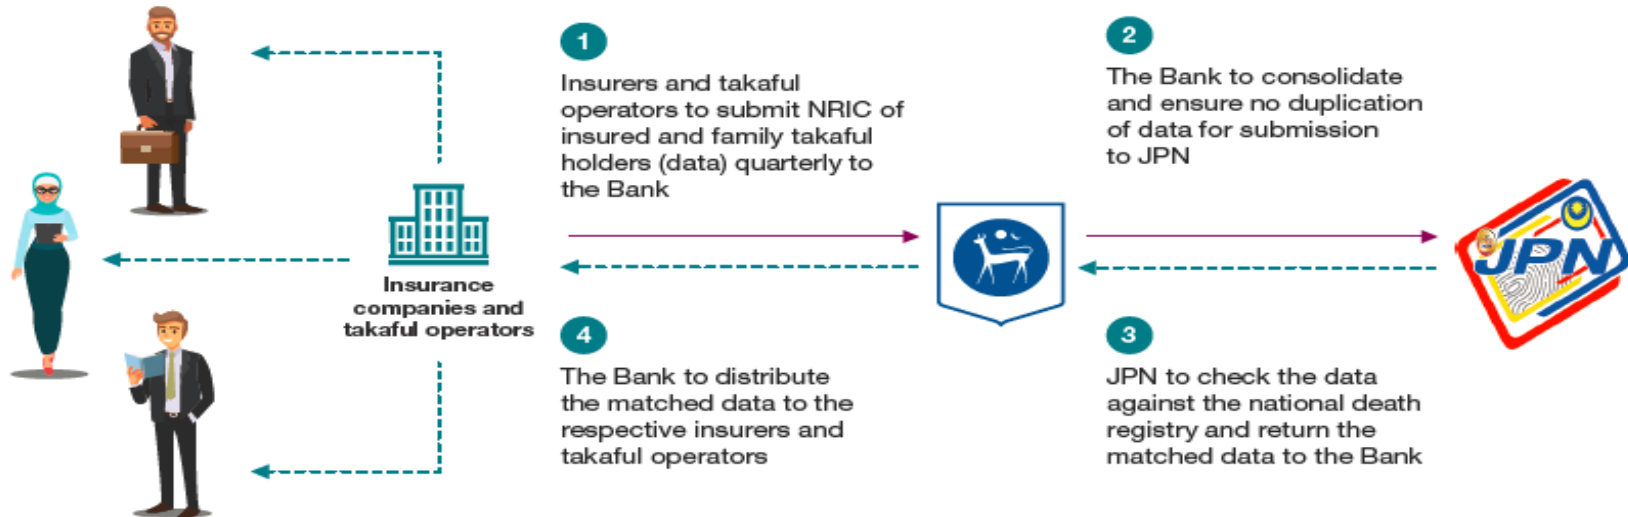 1
Insurers and takaful
operators to submit NRIC of
insured and family takaful
holders (data) quarterly to
the Bank
2
The Bank to consolidate
and ensure no duplication
of data for submission
to JPN
Insurance
companies and
takaful operators
JPN
4
The Bank to distribute
the matched data to the
respective insurers and
takaful operators
3
JPN to check the data
against the national death
registry and return the
matched data to the Bank